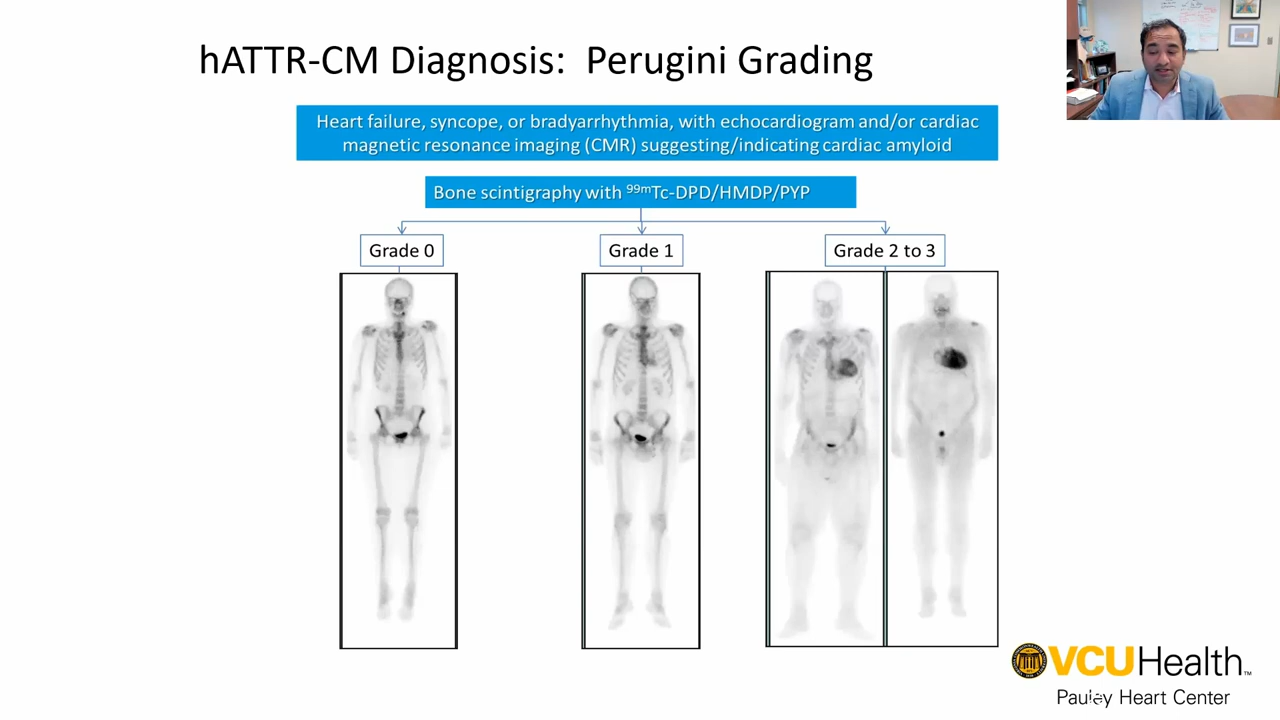 hATTR-CM Diagnosis:  Perugini Grading
Heart failure, syncope, or bradyarrhythmia, with echocardiogram and/or cardiac
magnetic resonance imaging (CMR) suggesting/indicating cardiac amyloid
Bone scintigraphy with ⁹⁹ᵐTc-DPD/HMDP/PYP
Grade 0
Grade 1
Grade 2 to 3
VCUHealth™
Pauley Heart Center